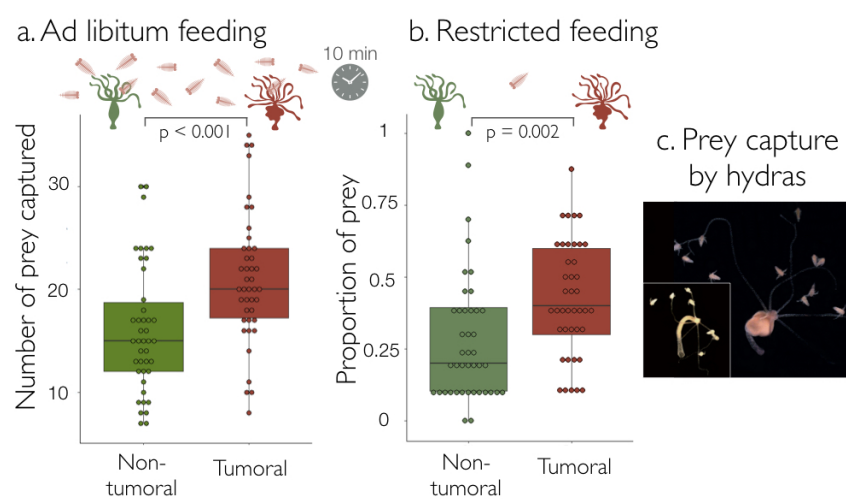 a. Ad libitum feeding
10 min
p < 0.001
Number of prey captured
30
20
10
Non-
tumoral
Tumoral
b. Restricted feeding
p = 0.002
Proportion of prey
1
0.75
0.5
0.25
0
Non-
tumoral
Tumoral
c. Prey capture
by hydras